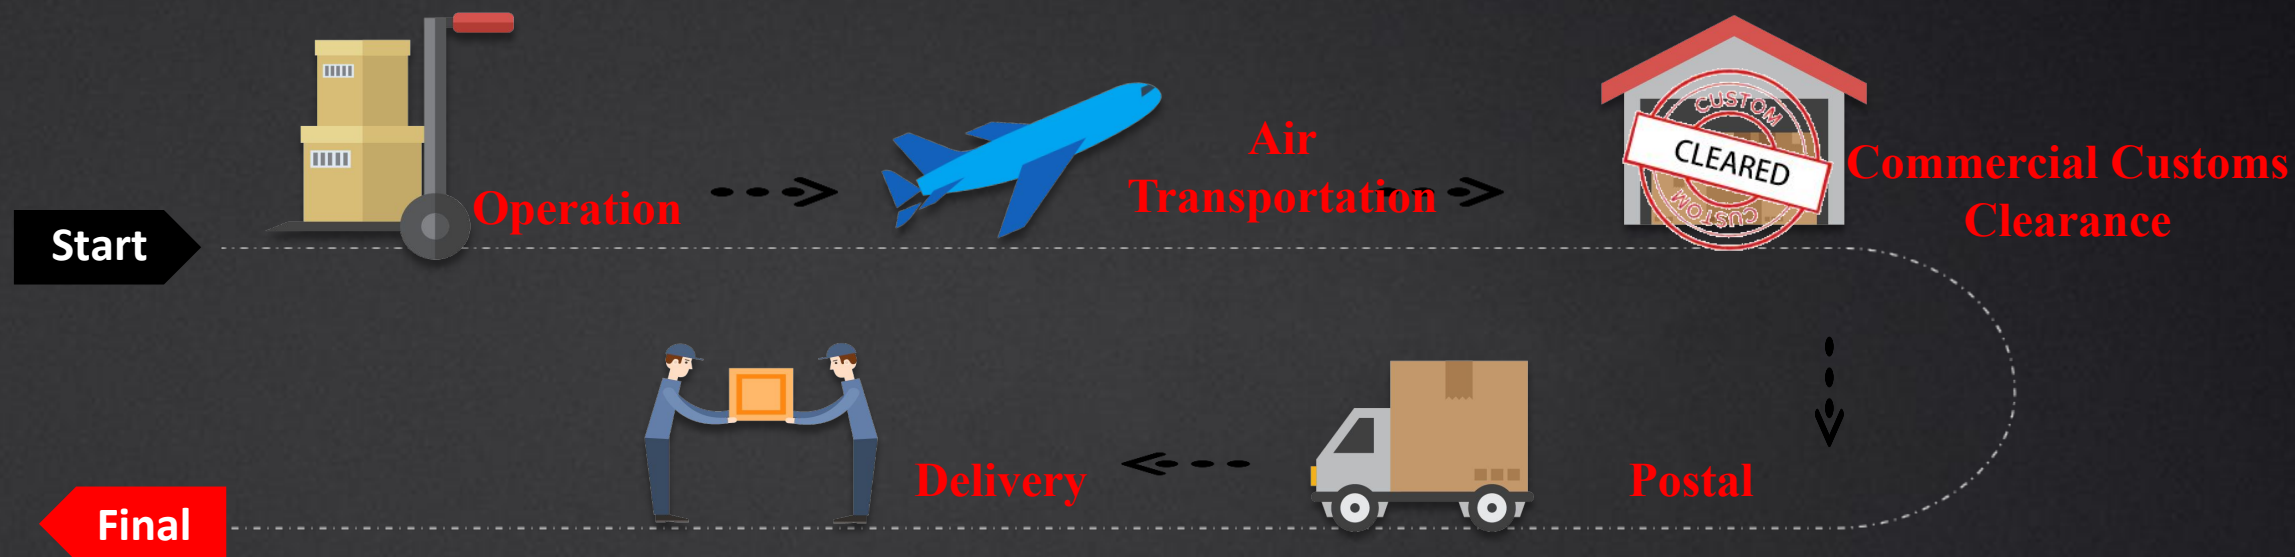 Operation
Air
Transportation
CUSTOM
CLEARED
CUSTOM
Commercial Customs
Clearance
Start
Delivery
Postal
Final